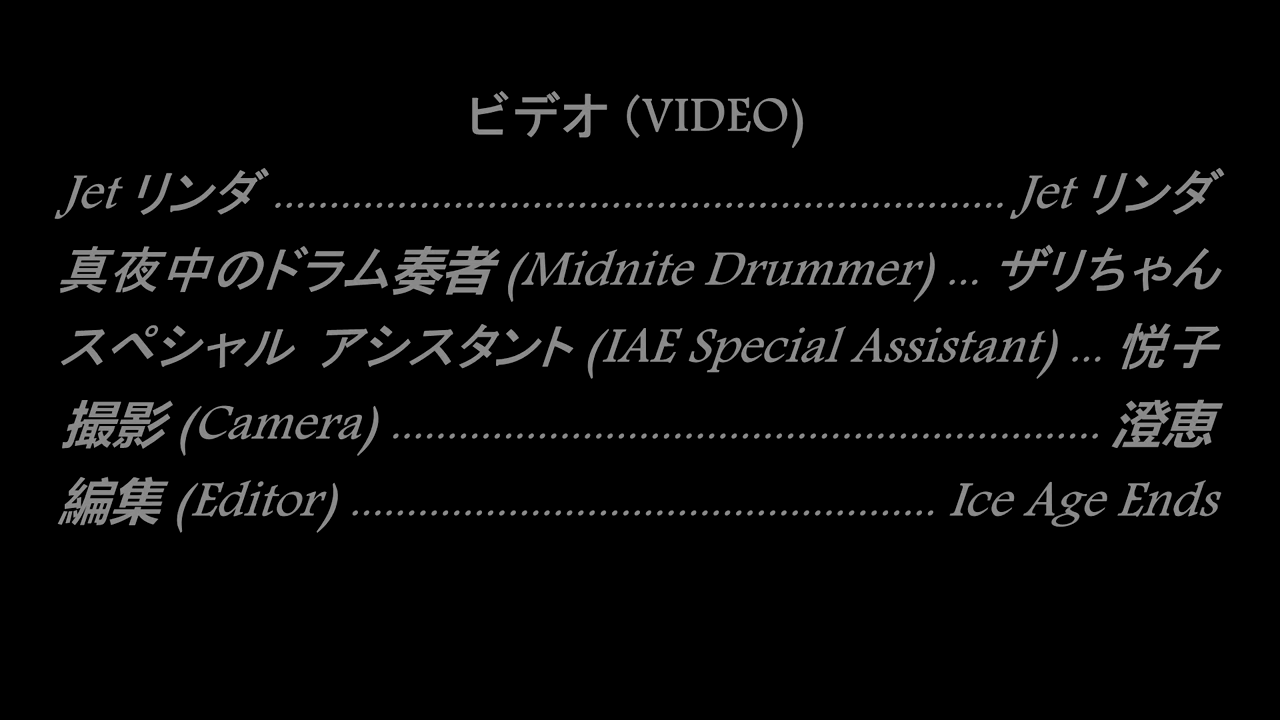 ビデオ (VIDEO)
Jet リンダ ................................................................ Jet リンダ
真夜中のドラム奏者 (Midnite Drummer) ... ザリちゃん
スペシャル アシスタント (IAE Special Assistant) ... 悦子
撮影 (Camera) .............................................................. 澄恵
編集 (Editor) ................................................... Ice Age Ends